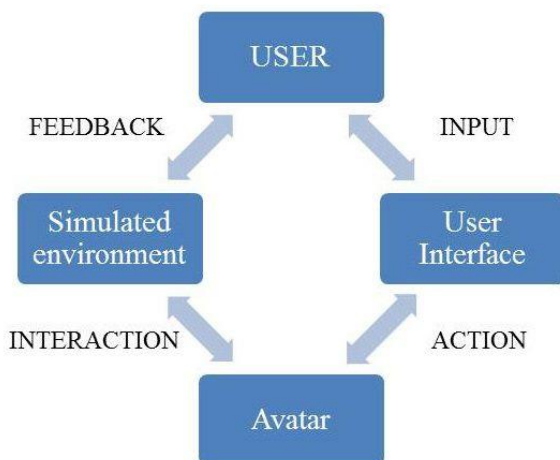 USER
FEEDBACK
INPUT
Simulated
environment
User
Interface
INTERACTION
ACTION
Avatar